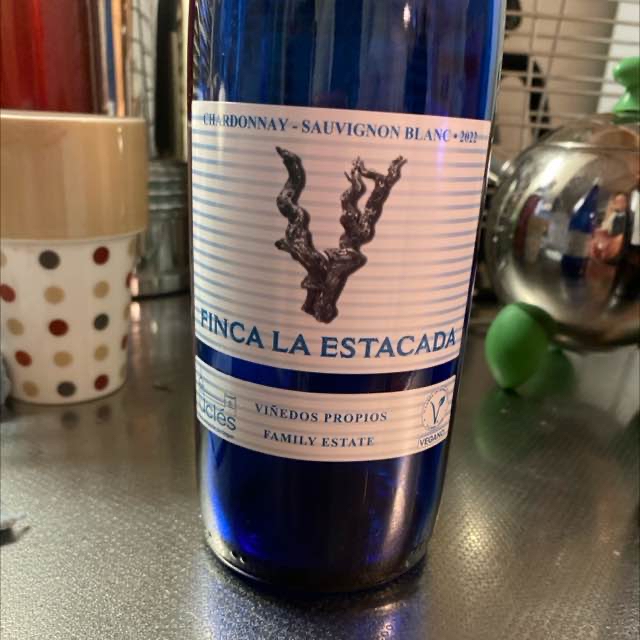 CHARDONNAY - SAUVIGNON BLANC • 2022
FINCA LA ESTACADA
VIÑEDOS PROPIOS
FAMILY ESTATE
VEGANO